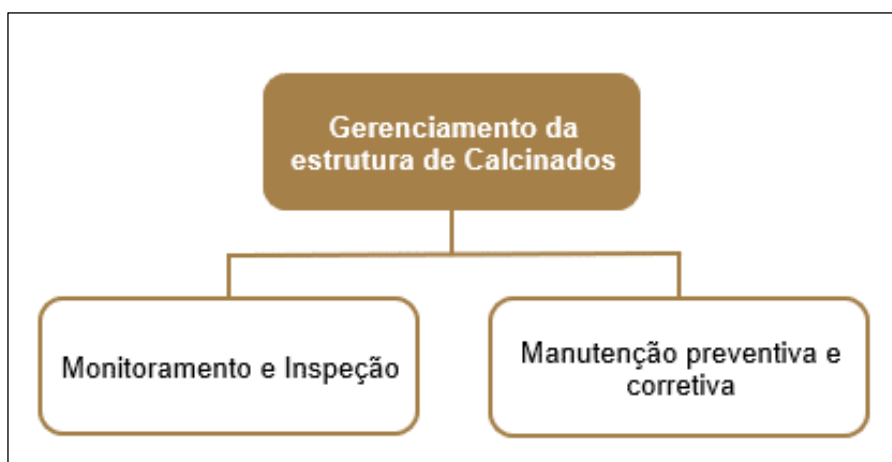 Gerenciamento da
estrutura de Calcinados
Monitoramento e Inspeção
Manutenção preventiva e
corretiva